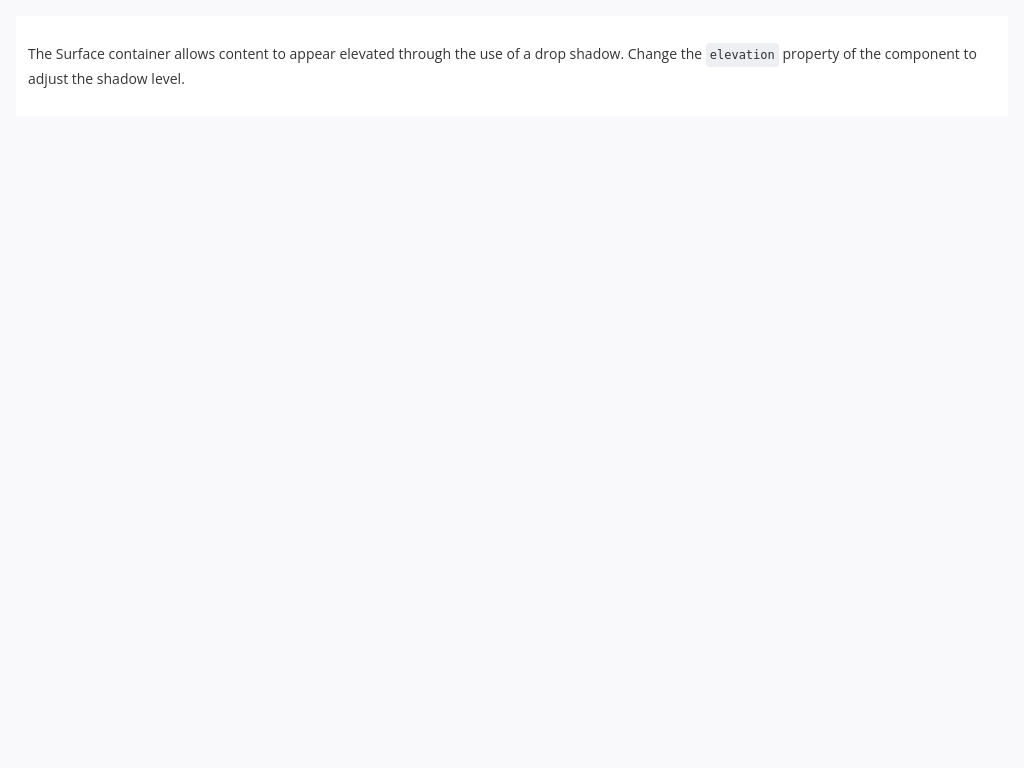 The Surface container allows content to appear elevated through the use of a drop shadow. Change the elevation property of the component to
adjust the shadow level.